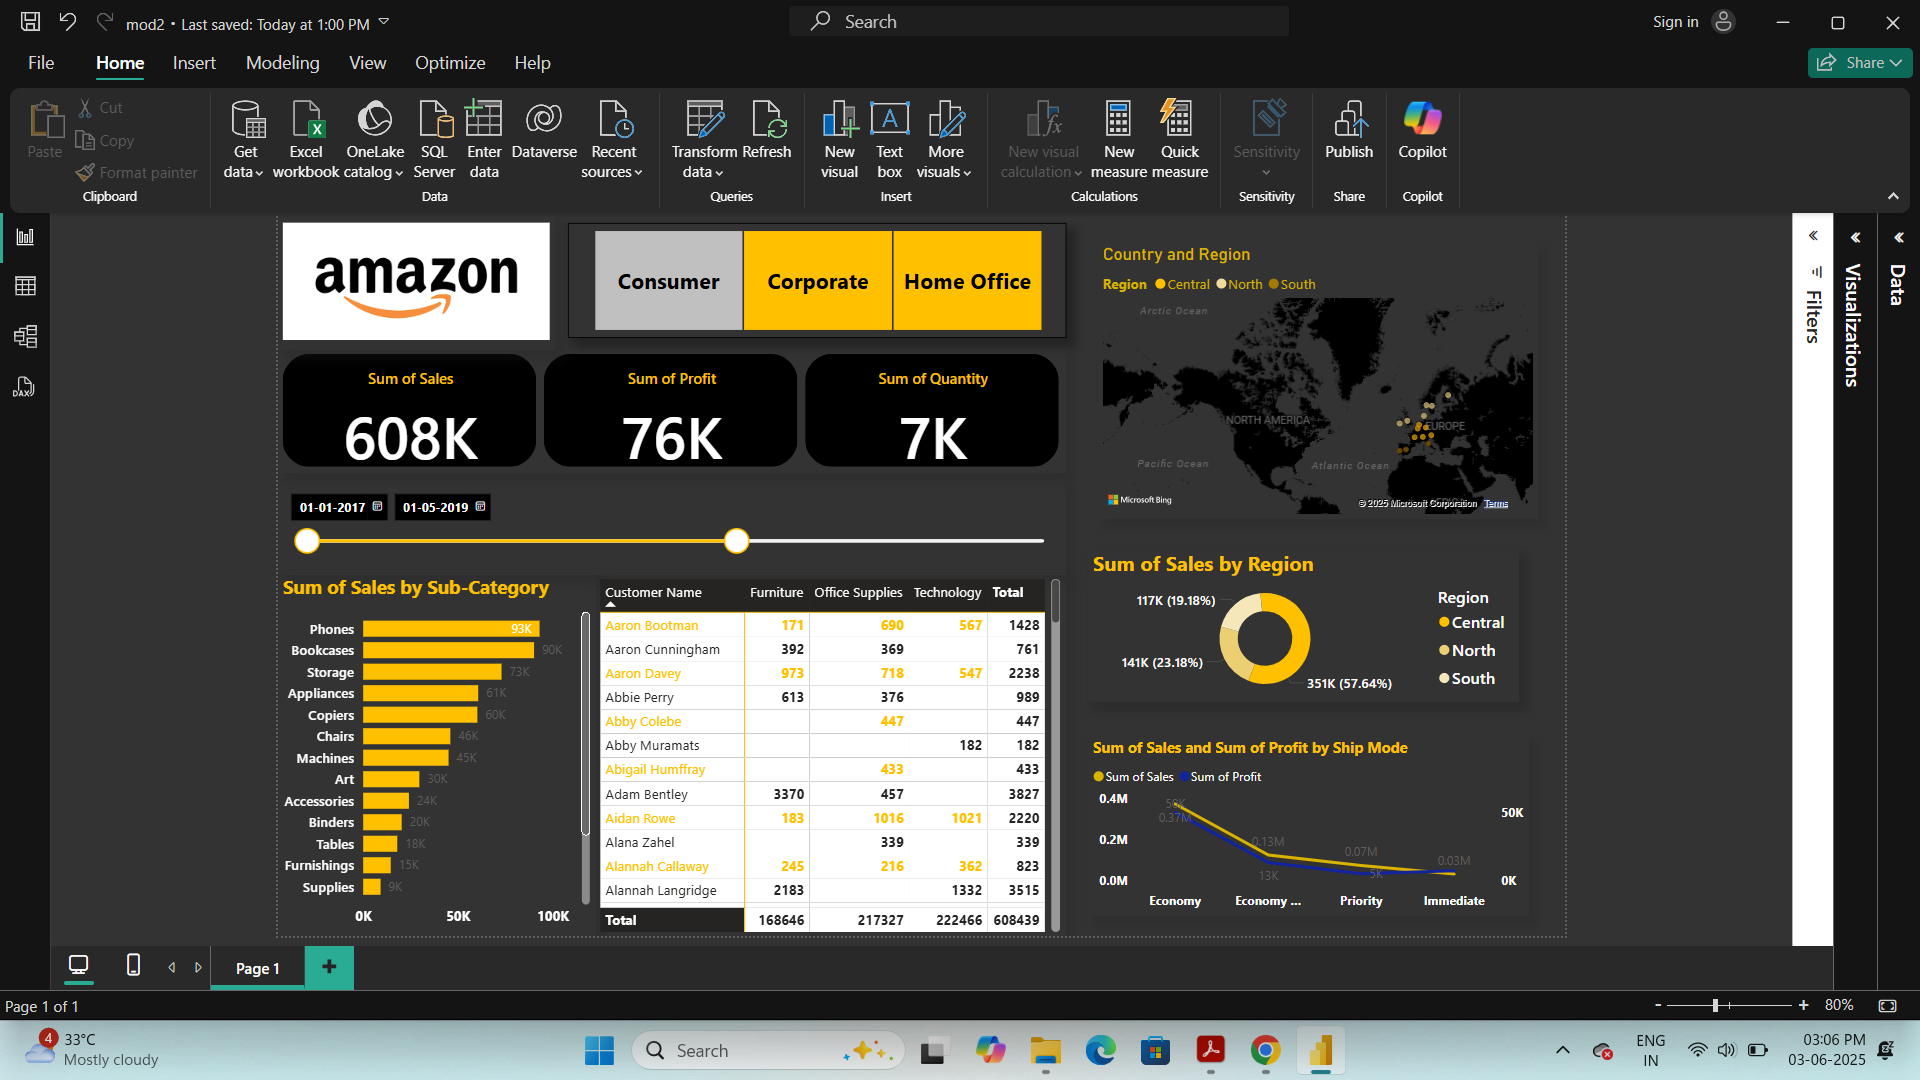 mod2 • Last saved: Today at 1:00 PM
Search
Sign in
File Home Insert Modeling View Optimize Help
Share
Paste
Cut
Copy
Format painter
Clipboard
Get data
Excel workbook
OneLake catalog
SQL Server
Enter data
Dataverse
Recent sources
Data
Transform data
Refresh
Queries
New visual
Text box
More visuals
Insert
New visual calculation
New measure
Quick measure
Calculations
Sensitivity
Sensitivity
Publish
Share
Copilot
Copilot
DAX
amazon
Consumer Corporate Home Office
Sum of Sales
608K
Sum of Profit
76K
Sum of Quantity
7K
01-01-2017 01-05-2019
Country and Region
Region Central North South
Arctic Ocean
NORTH AMERICA
EUROPE
Pacific Ocean
Atlantic Ocean
Microsoft Bing
© 2025 Microsoft Corporation Terms
Filters
Visualizations
Data
Sum of Sales by Sub-Category
Phones 93K
Bookcases 90K
Storage 73K
Appliances 61K
Copiers 60K
Chairs 46K
Machines 45K
Art 30K
Accessories 24K
Binders 20K
Tables 18K
Furnishings 15K
Supplies 9K
0K 50K 100K
Customer Name Furniture Office Supplies Technology Total
Aaron Bootman 171 690 567 1428
Aaron Cunningham 392 369 761
Aaron Davey 973 718 547 2238
Abbie Perry 613 376 989
Abby Colebe 447 447
Abby Muramats 182 182
Abigail Humffray 433 433
Adam Bentley 3370 457 3827
Aidan Rowe 183 1016 1021 2220
Alana Zahel 339 339
Alannah Callaway 245 216 362 823
Alannah Langridge 2183 1332 3515
Total 168646 217327 222466 608439
Sum of Sales by Region
117K (19.18%)
141K (23.18%)
351K (57.64%)
Region
Central
North
South
Sum of Sales and Sum of Profit by Ship Mode
Sum of Sales Sum of Profit
0.4M
0.2M
0.0M
50K
0K
0.37M
0.13M
13K
0.07M
5K
0.03M
Economy Economy ... Priority Immediate
Page 1
+
Page 1 of 1
- + 80%
4
33°C
Mostly cloudy
Search
ENG
IN
03:06 PM
03-06-2025